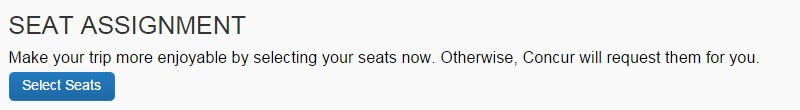 SEAT ASSIGNMENT
Make your trip more enjoyable by selecting your seats now. Otherwise, Concur will request them for you.
Select Seats